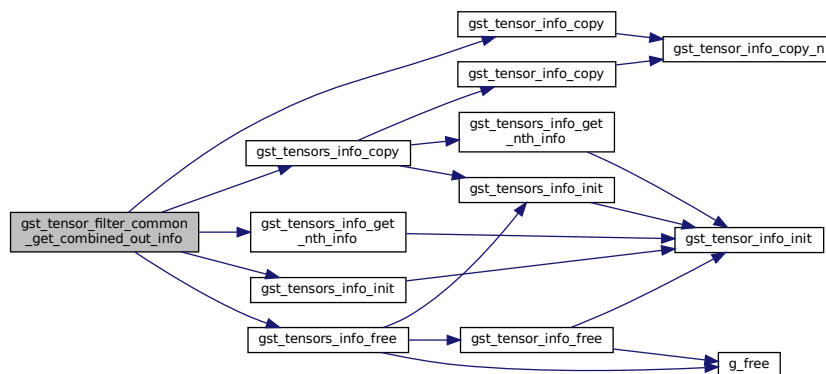 gst_tensor_info_copy
gst_tensor_info_copy_n
gst_tensor_info_copy
gst_tensors_info_get
_nth_info
gst_tensors_info_copy
gst_tensors_info_init
gst_tensor_filter_common
_get_combined_out_info
gst_tensors_info_get
_nth_info
gst_tensor_info_init
gst_tensors_info_init
gst_tensors_info_free
gst_tensor_info_free
g_free